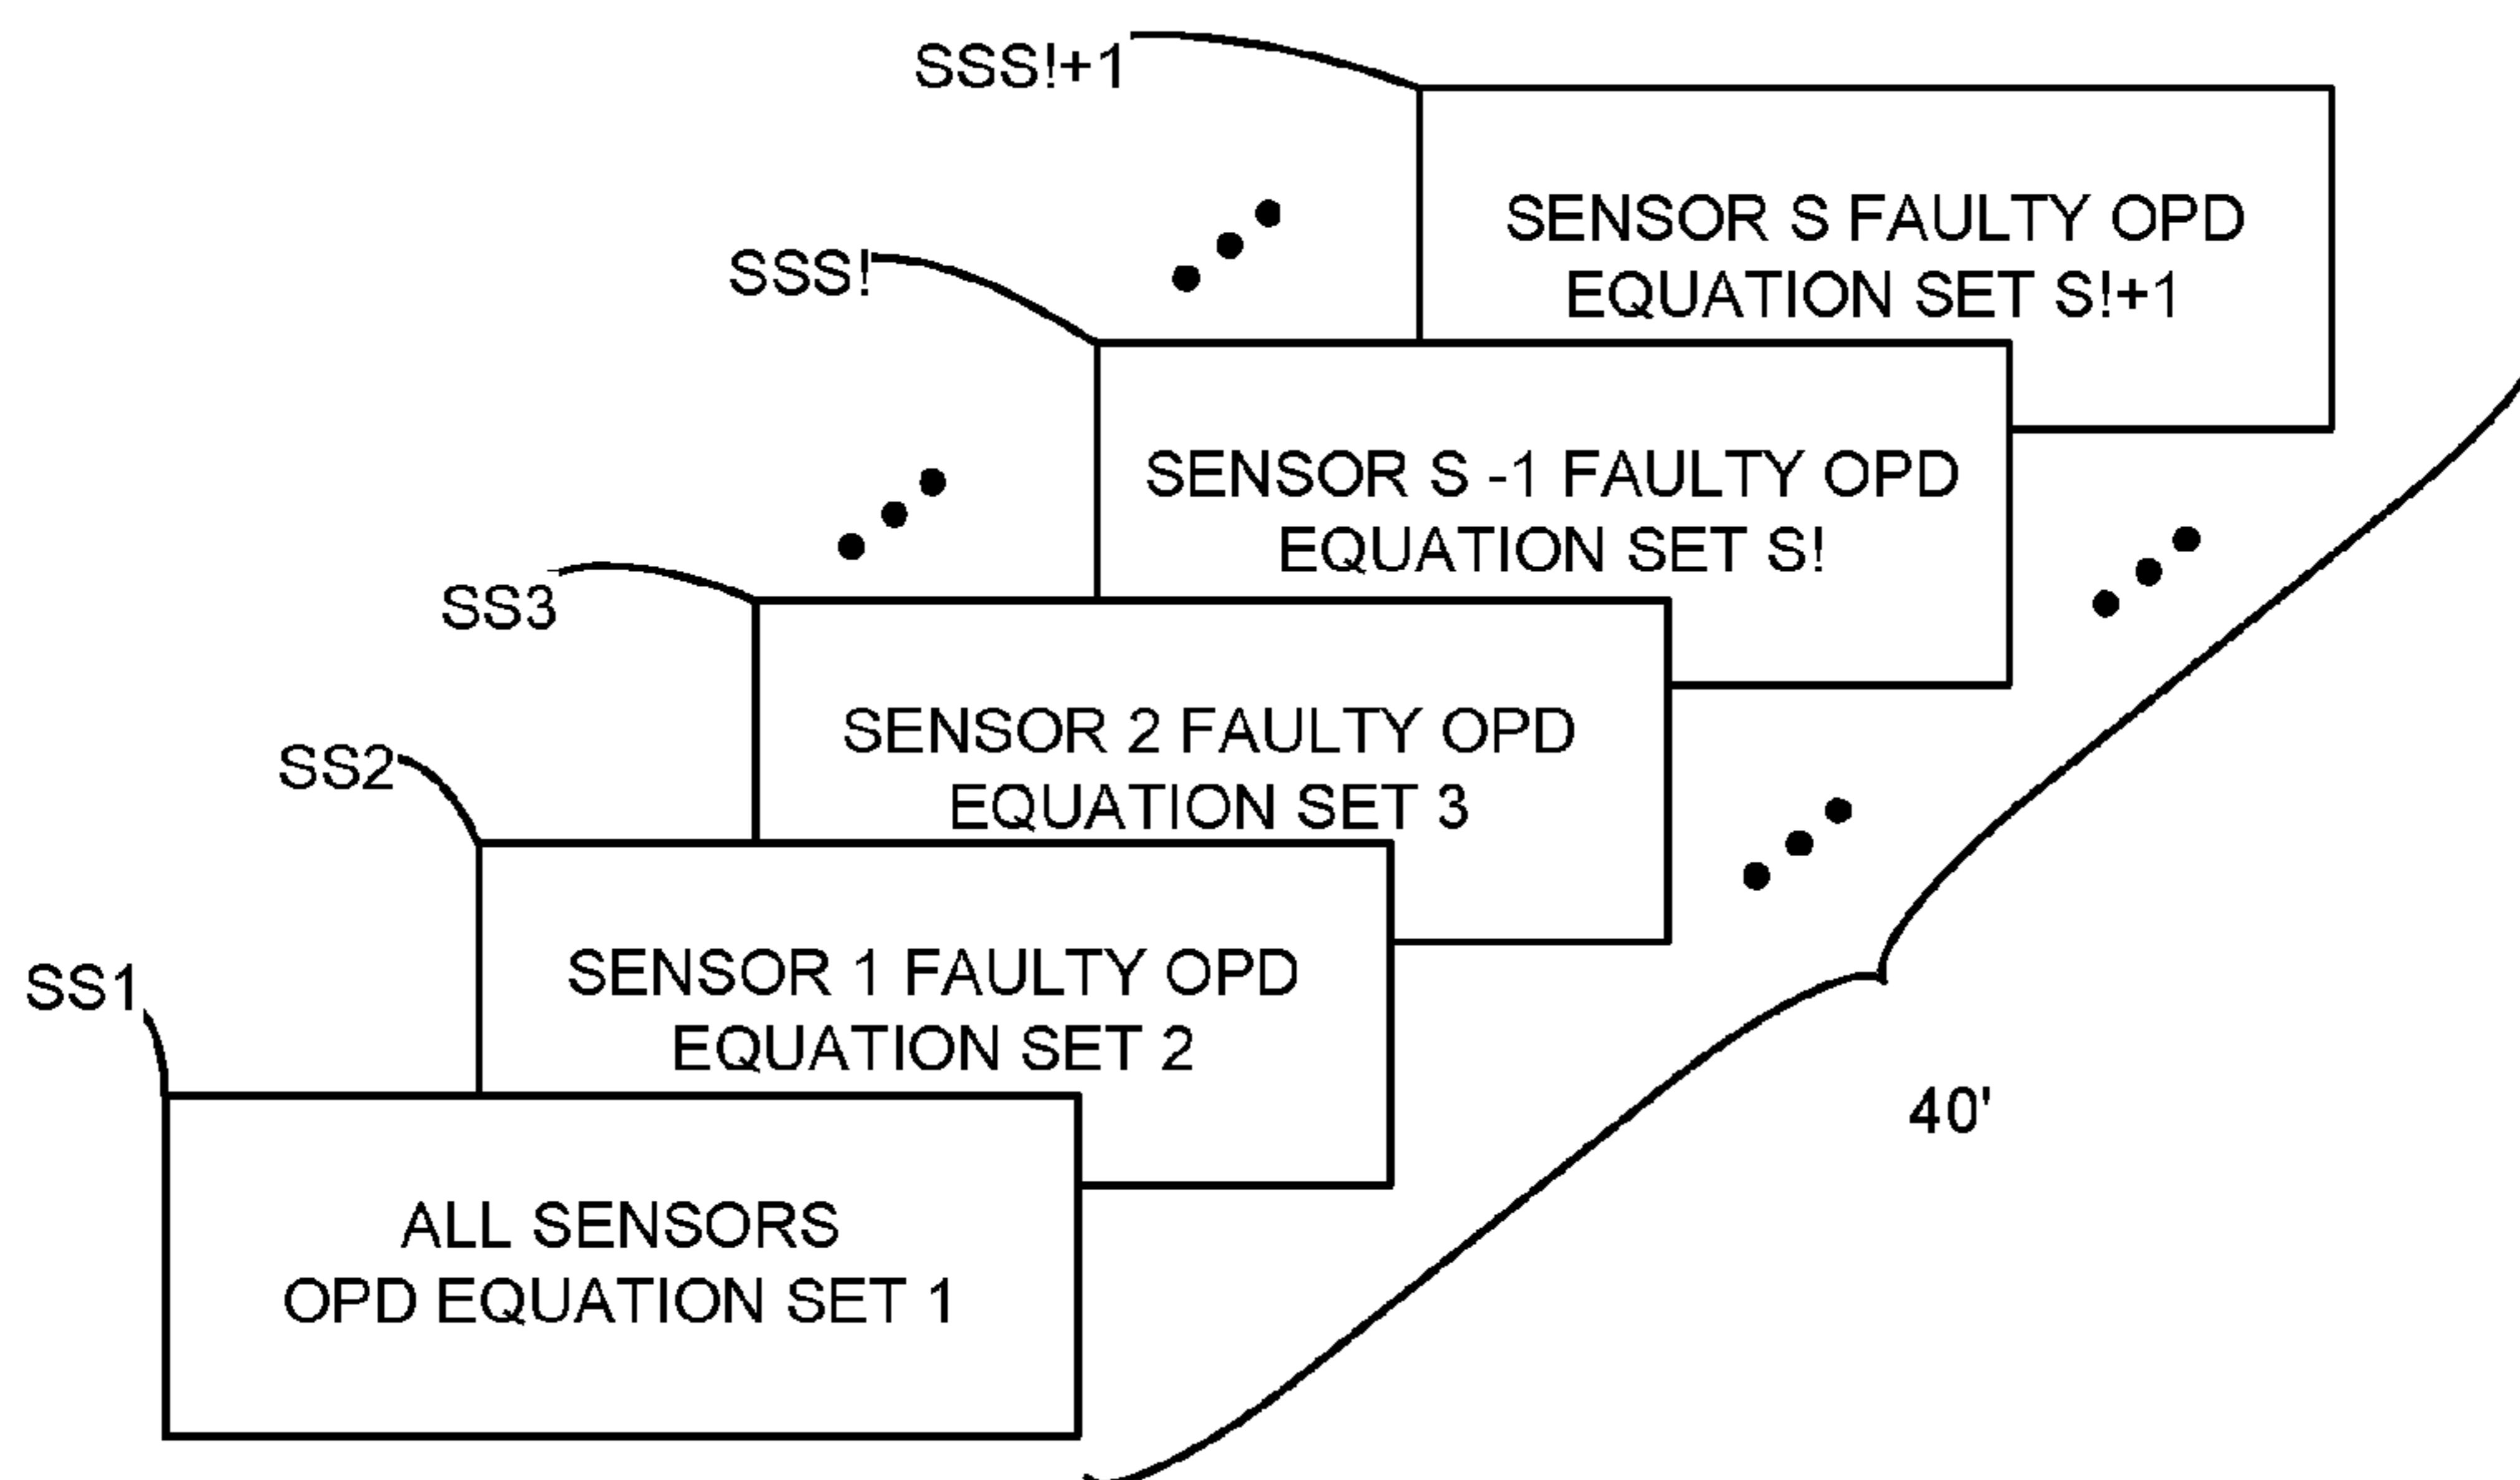 SSS!+1
SENSOR S FAULTY OPD
EQUATION SET S!+1
SSS!
SENSOR S -1 FAULTY OPD
EQUATION SET S!
SS3
SENSOR 2 FAULTY OPD
EQUATION SET 3
SS2
SENSOR 1 FAULTY OPD
EQUATION SET 2
SS1
ALL SENSORS
OPD EQUATION SET 1
40'